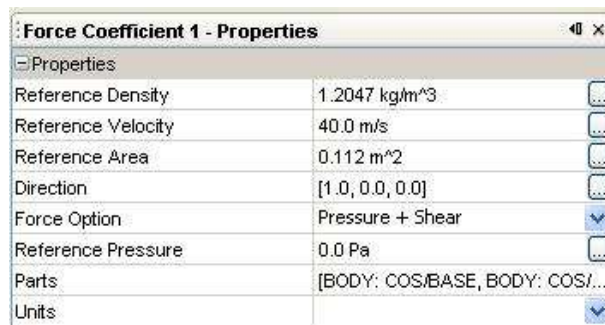 Force Coefficient 1 - Properties
Properties
Reference Density 1.2047 kg/m^3 ...
Reference Velocity 40.0 m/s ...
Reference Area 0.112 m^2 ...
Direction [1.0, 0.0, 0.0] ...
Force Option Pressure + Shear
Reference Pressure 0.0 Pa ...
Parts [BODY: COS/BASE, BODY: COS/...
Units